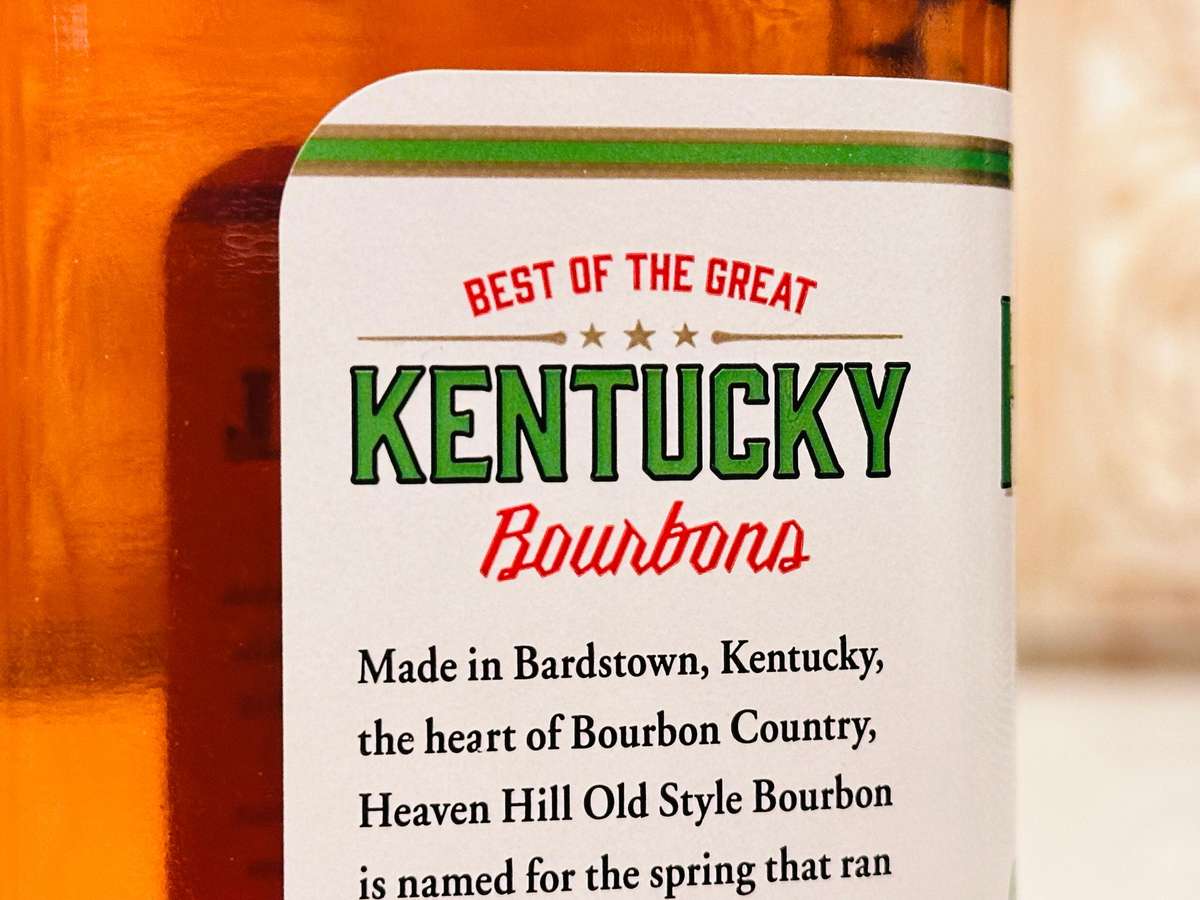 BEST OF THE GREAT
KENTUCKY
Bourbons
Made in Bardstown, Kentucky,
the heart of Bourbon Country,
Heaven Hill Old Style Bourbon
is named for the spring that ran